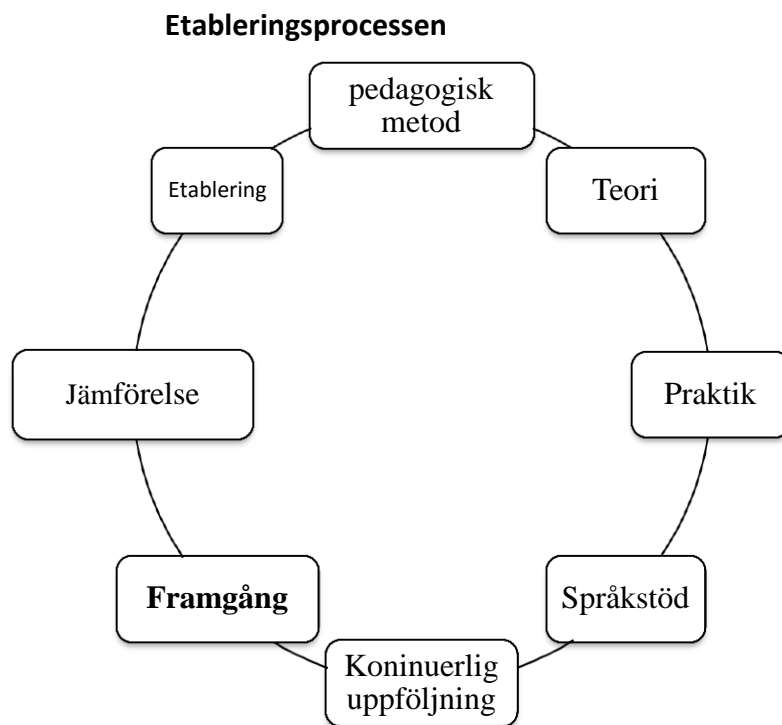 Etableringsprocessen
pedagogisk
metod
Teori
Praktik
Språkstöd
Koninuerlig
uppföljning
Framgång
Jämförelse
Etablering